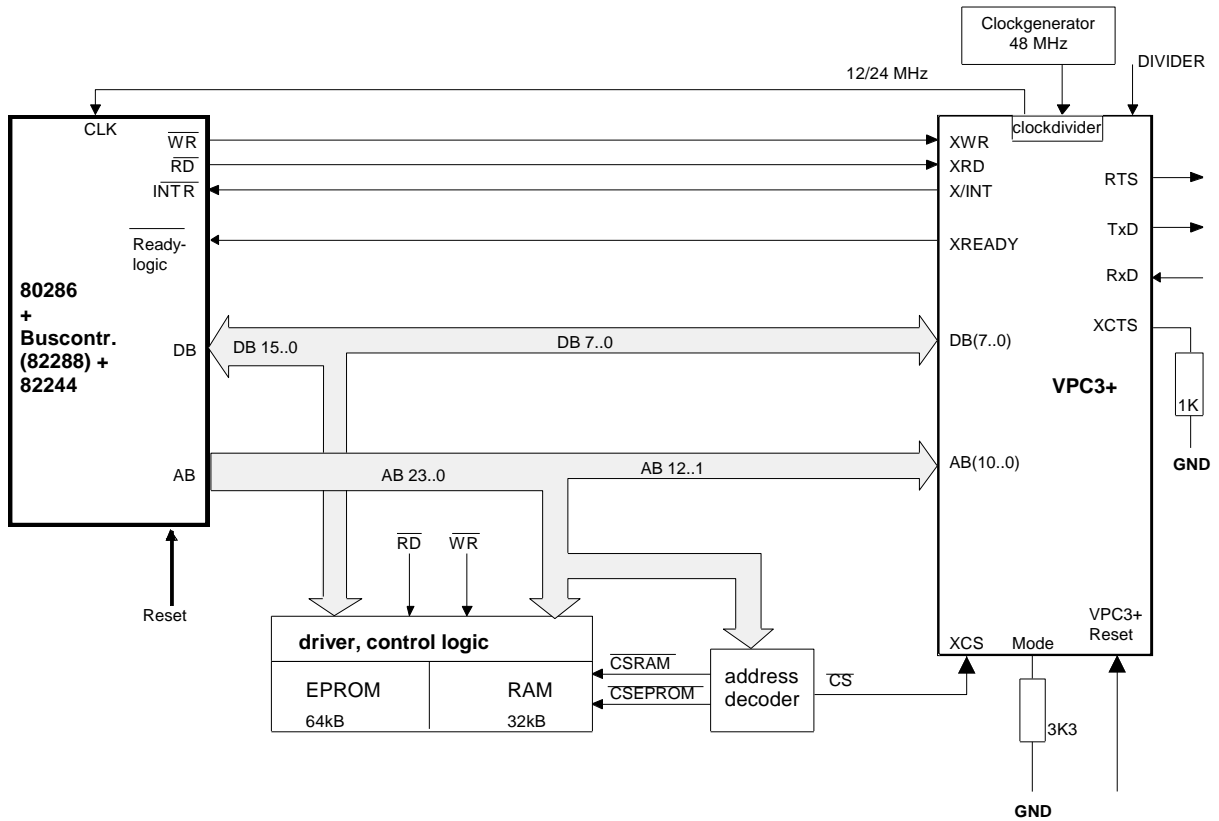 Clockgenerator
48 MHz
DIVIDER
12/24 MHz
CLK
clockdivider
WR
XWR
RD
XRD
INTR
X/INT
RTS
Ready-
logic
XREADY
TxD
RxD
80286
+
Buscontr.
(82288) +
82244
XCTS
DB
DB 15..0
DB 7..0
DB(7..0)
VPC3+
1K
GND
AB
AB 23..0
AB 12..1
AB(10..0)
RD
WR
Reset
VPC3+
Reset
driver, control logic
XCS
Mode
CSRAM
CSEPROM
address
decoder
CS
EPROM
64kB
RAM
32kB
3K3
GND